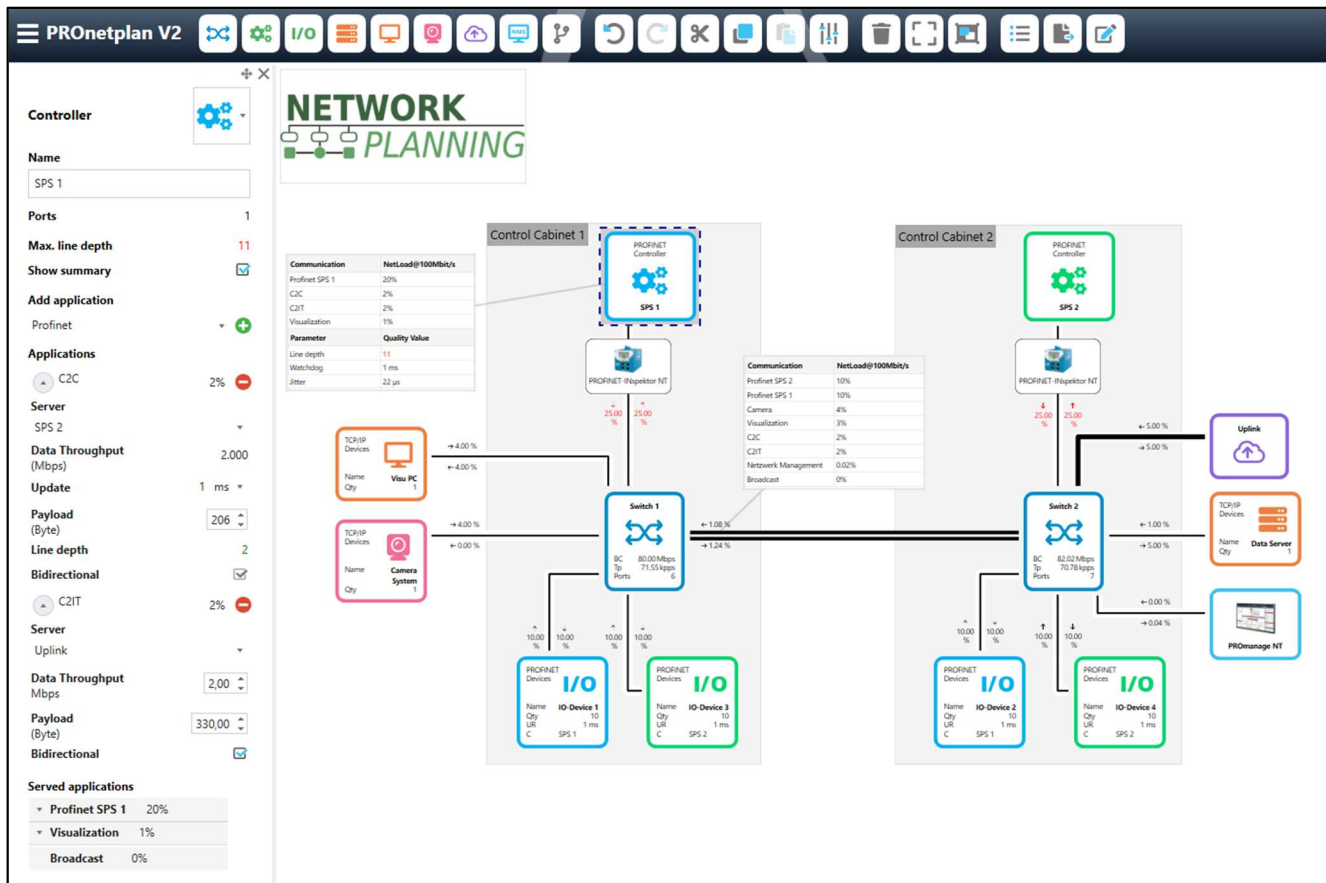 PROnetplan V2
I/O
NMS
Controller
Name
SPS 1
Ports 1
Max. line depth 11
Show summary
Add application
Profinet
Applications
C2C 2%
Server
SPS 2
Data Throughput 2.000
(Mbps)
Update 1 ms
Payload 206
(Byte)
Line depth 2
Bidirectional
C2IT 2%
Server
Uplink
Data Throughput 2,00
Mbps
Payload 330,00
(Byte)
Bidirectional
Served applications
Profinet SPS 1 20%
Visualization 1%
Broadcast 0%
NETWORK
PLANNING
Control Cabinet 1
PROFINET
Controller
SPS 1
PROFINET-INspektor NT
25.00 25.00
% %
Communication NetLoad@100Mbit/s
Profinet SPS 1 20%
C2C 2%
C2IT 2%
Visualization 1%
Parameter Quality Value
Line depth 11
Watchdog 1 ms
Jitter 22 µs
Communication NetLoad@100Mbit/s
Profinet SPS 2 10%
Profinet SPS 1 10%
Camera 4%
Visualization 3%
C2C 2%
C2IT 2%
Netzwerk Management 0.02%
Broadcast 0%
Control Cabinet 2
PROFINET
Controller
SPS 2
PROFINET-INspektor NT
↓ ↑
25.00 25.00
% %
TCP/IP
Devices
Name Visu PC
Qty 1
→ 4.00 %
← 4.00 %
TCP/IP
Devices
Name Camera
System
Qty 1
→ 4.00 %
← 0.00 %
Switch 1
BC 80.00 Mbps
Tp 71.55 kpps
Ports 6
← 1.08 %
→ 1.24 %
Switch 2
BC 82.02 Mbps
Tp 70.78 kpps
Ports 7
← 5.00 %
→ 5.00 %
Uplink
← 1.00 %
→ 5.00 %
TCP/IP
Devices
Name Data Server
Qty 1
← 0.00 %
→ 0.04 %
PROmanage NT
10.00 10.00 10.00 10.00
% % % %
PROFINET
Devices
I/O
Name IO-Device 1
Qty 10
UR 1 ms
C SPS 1
PROFINET
Devices
I/O
Name IO-Device 3
Qty 10
UR 1 ms
C SPS 2
10.00 10.00 10.00 10.00
% % % %
PROFINET
Devices
I/O
Name IO-Device 2
Qty 10
UR 1 ms
C SPS 1
PROFINET
Devices
I/O
Name IO-Device 4
Qty 10
UR 1 ms
C SPS 2